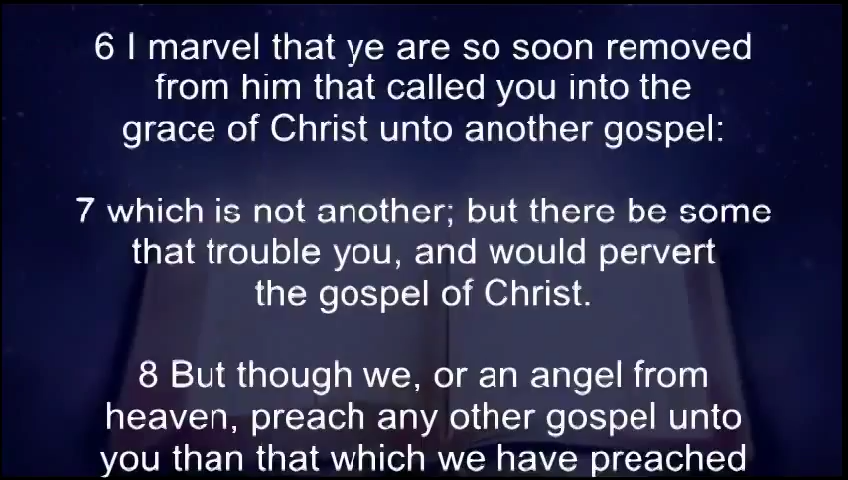 6 I marvel that ye are so soon removed
from him that called you into the
grace of Christ unto another gospel:
7 which is not another; but there be some
that trouble you, and would pervert
the gospel of Christ.
8 But though we, or an angel from
heaven, preach any other gospel unto
you than that which we have preached